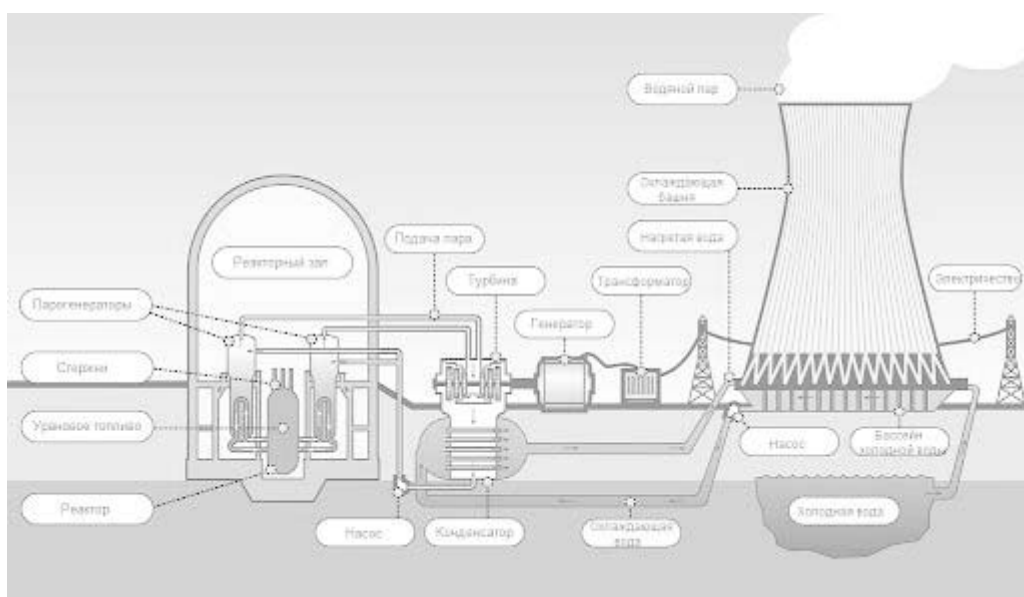 Водяной пар
Охлаждающая
башня
Подача пара
Нагретая вода
Реакторный зал
Турбина
Трансформатор
Электричество
Парогенераторы
Генератор
Стержни
Урановое топливо
Насос
Бассейн
холодной воды
Реактор
Насос
Конденсатор
Охлаждающая
вода
Холодная вода